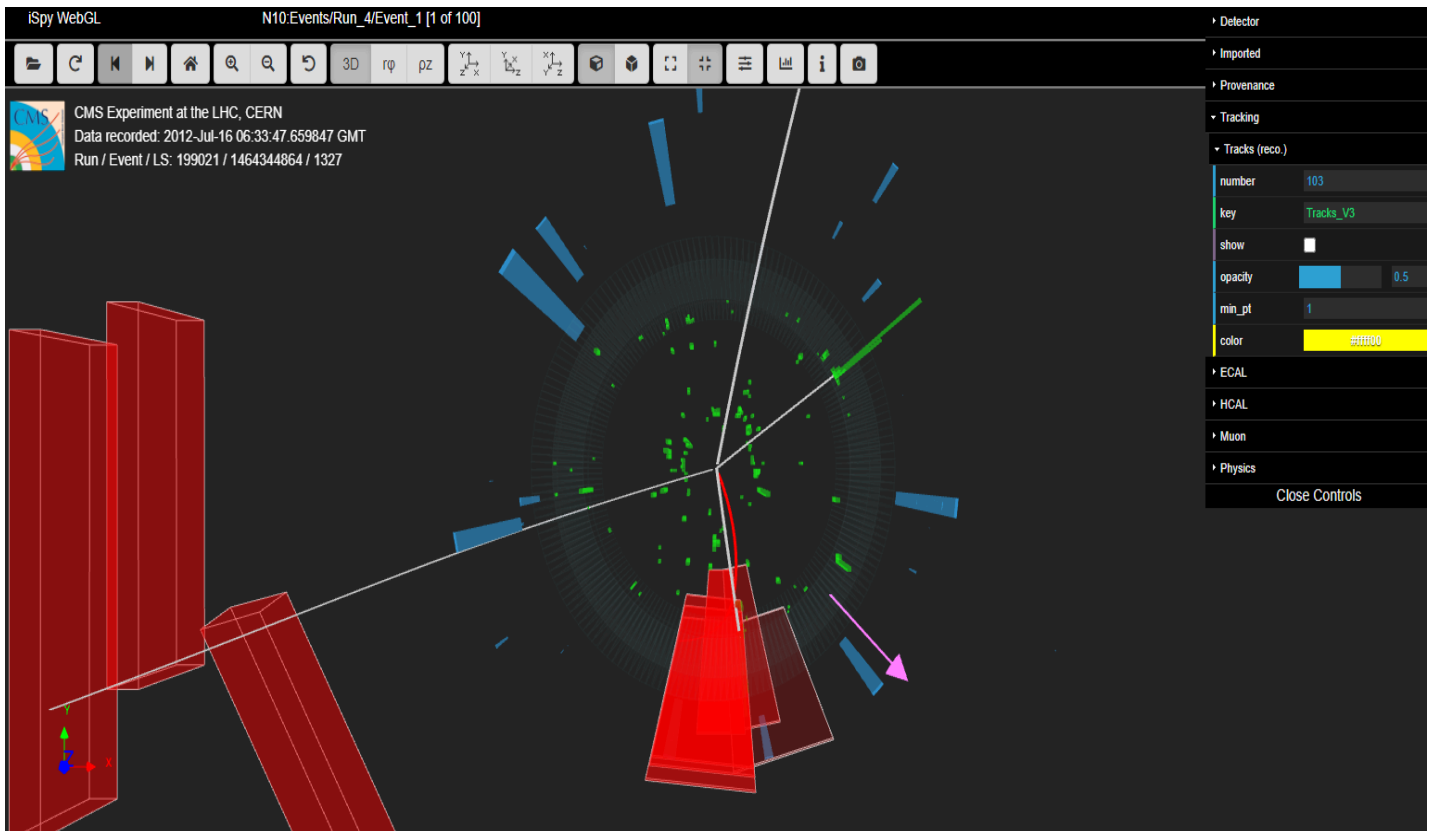 iSpy WebGL
N10:Events/Run_4/Event_1 [1 of 100]
3D rφ ρz
CMS
CMS Experiment at the LHC, CERN
Data recorded: 2012-Jul-16 06:33:47.659847 GMT
Run / Event / LS: 199021 / 1464344864 / 1327
Detector
Imported
Provenance
Tracking
Tracks (reco.)
number 103
key Tracks_V3
show
opacity 0.5
min_pt 1
color #ffff00
ECAL
HCAL
Muon
Physics
Close Controls
Y
Z X